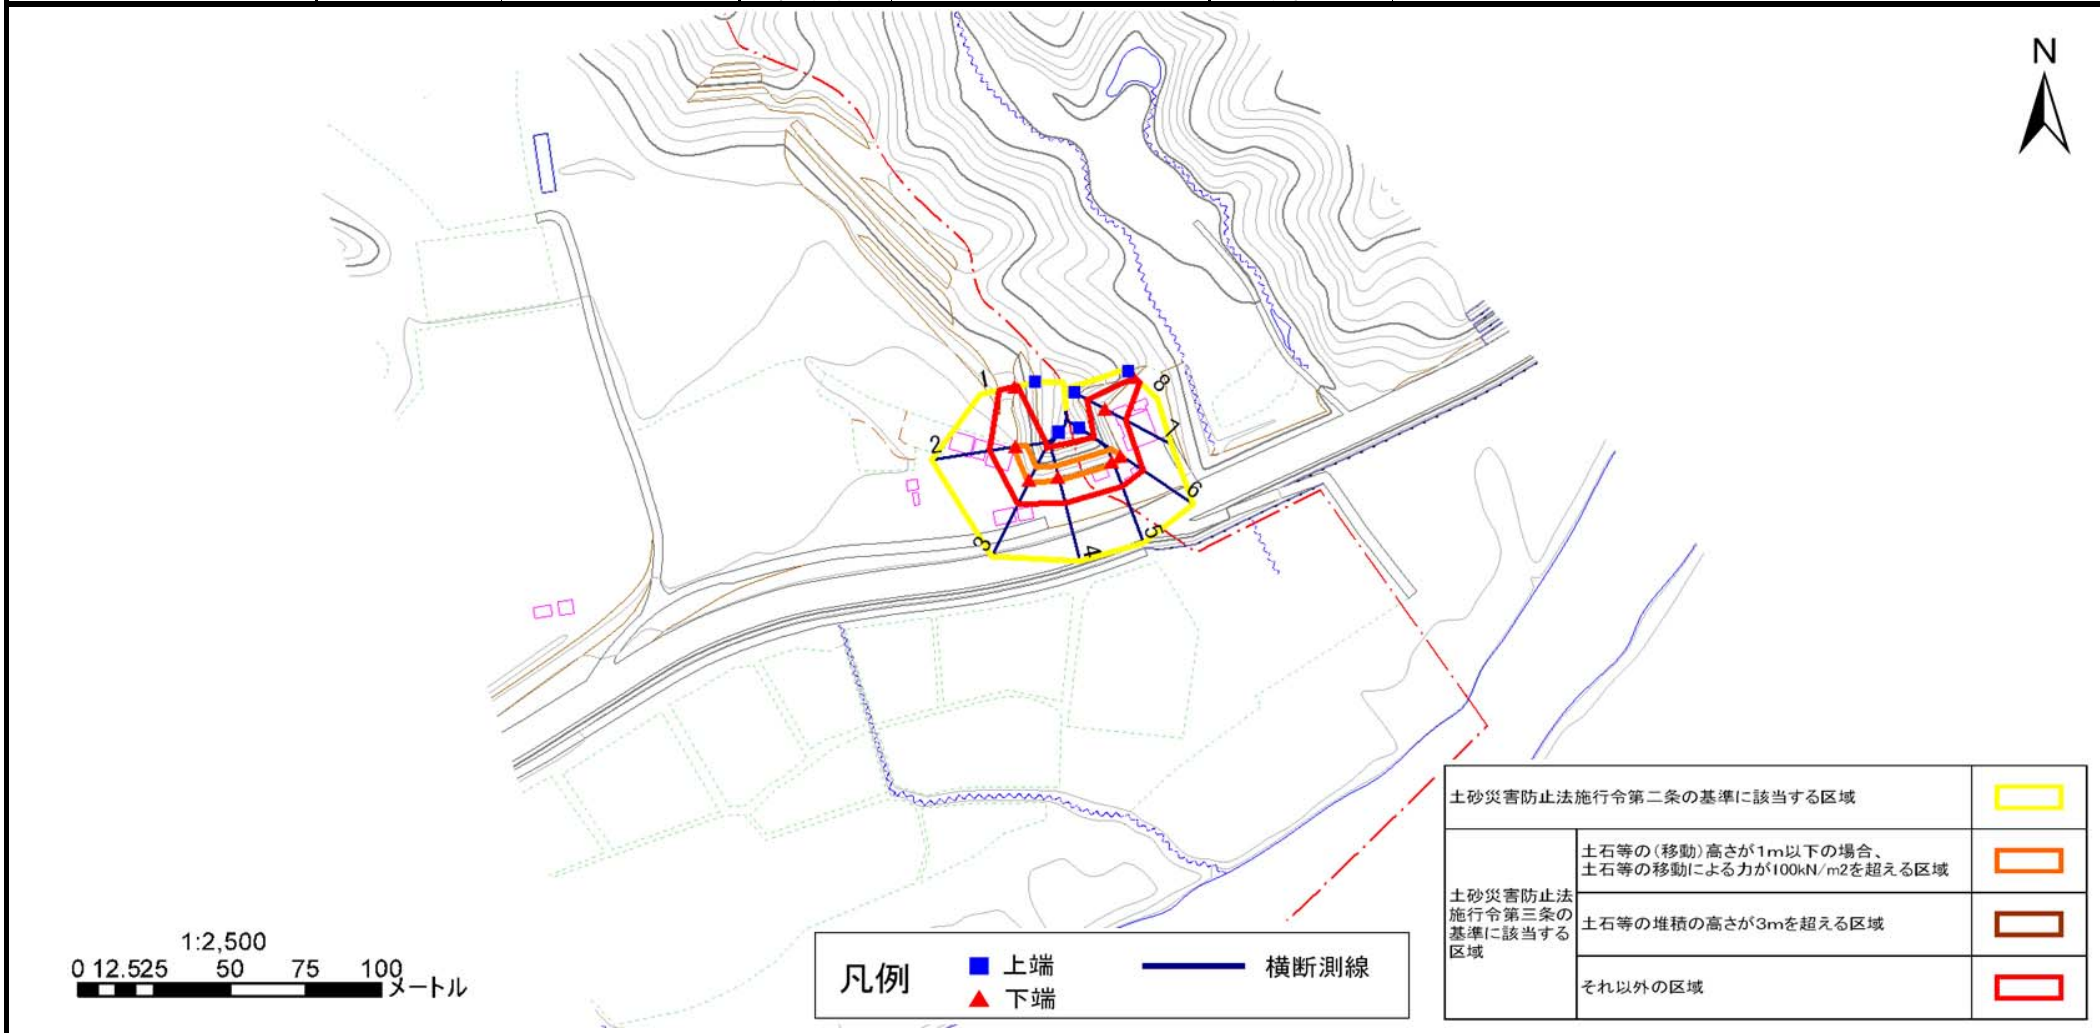 N
1
8
2
7
6
3
4
5
1:2,500
0 12.525 50 75 100
メートル
凡例
上端
下端
横断測線
土砂災害防止法施行令第二条の基準に該当する区域
土砂災害防止法
施行令第三条の
基準に該当する
区域
土石等の(移動)高さが1m以下の場合、
土石等の移動による力が100kN/m2を超える区域
土石等の堆積の高さが3mを超える区域
それ以外の区域